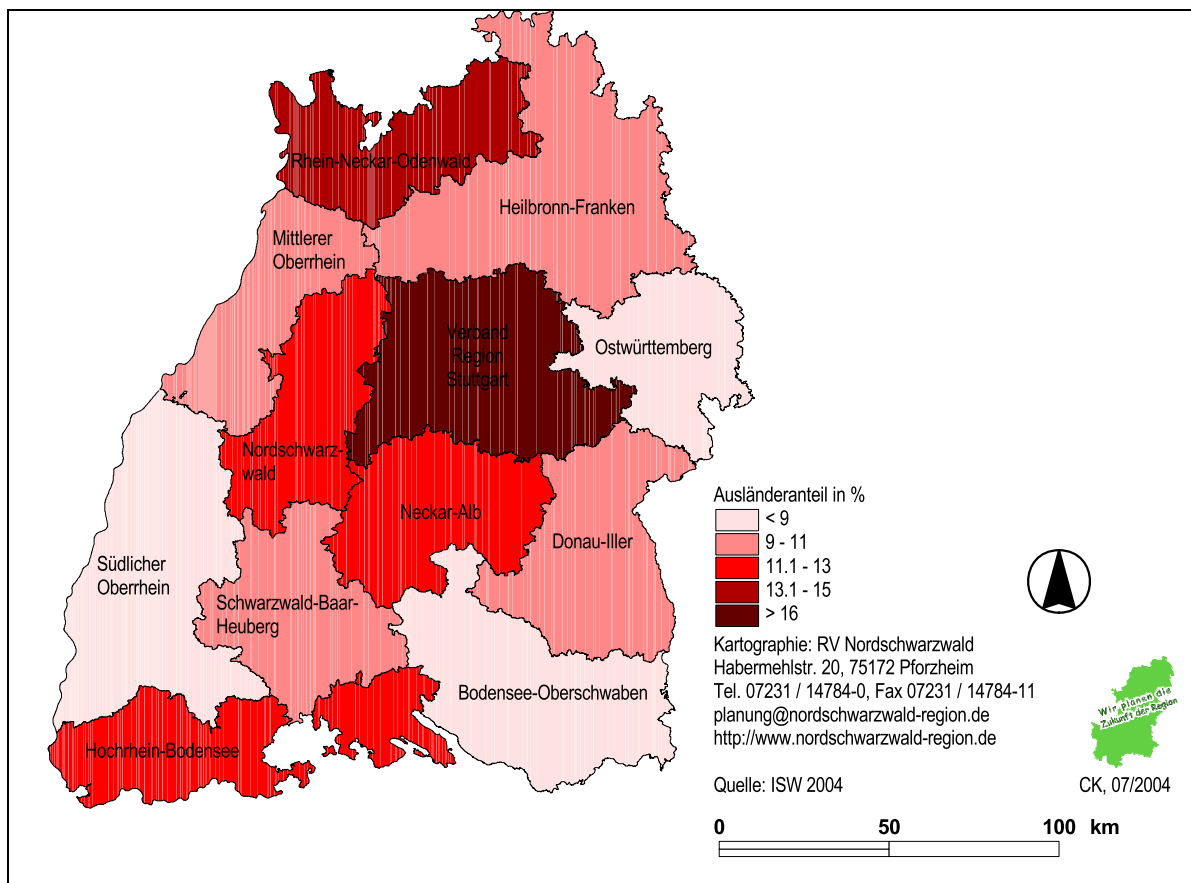 Rhein-Neckar-Odenwald
Heilbronn-Franken
Mittlerer
Oberrhein
Verband
Region
Stuttgart
Ostwürttemberg
Nordschwarz-
wald
Neckar-Alb
Donau-Iller
Südlicher
Oberrhein
Schwarzwald-Baar-
Heuberg
Bodensee-Oberschwaben
Hochrhein-Bodensee
Ausländeranteil in %
< 9
9 - 11
11.1 - 13
13.1 - 15
> 16
Kartographie: RV Nordschwarzwald
Habermehlstr. 20, 75172 Pforzheim
Tel. 07231 / 14784-0, Fax 07231 / 14784-11
planung@nordschwarzwald-region.de
http://www.nordschwarzwald-region.de
Wir planen die
Zukunft der Region
Quelle: ISW 2004
CK, 07/2004
0 50 100 km